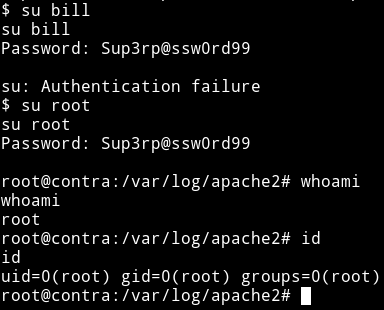 $ su bill
su bill
Password: Sup3rp@ssw0rd99
su: Authentication failure
$ su root
su root
Password: Sup3rp@ssw0rd99
root@contra:/var/log/apache2# whoami
whoami
root
root@contra:/var/log/apache2# id
id
uid=0(root) gid=0(root) groups=0(root)
root@contra:/var/log/apache2#